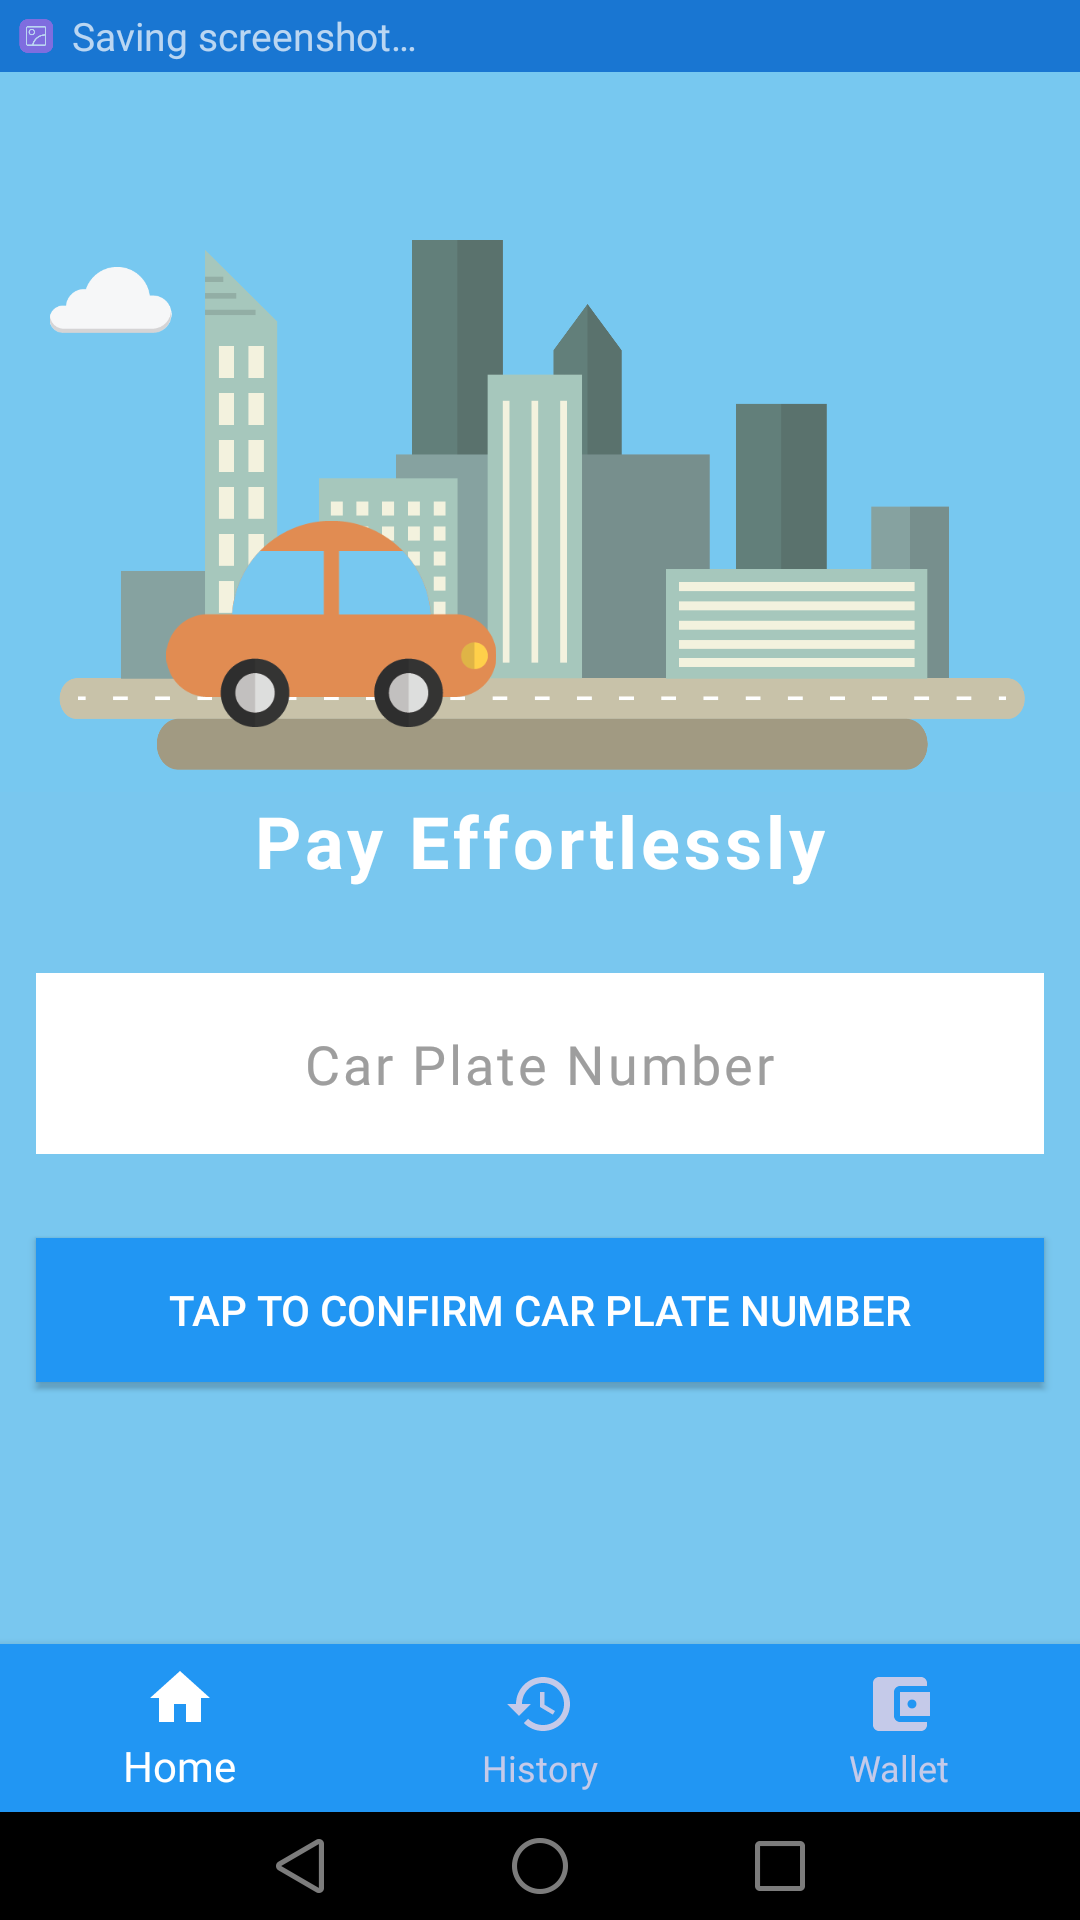 Saving screenshot...
Pay Effortlessly
Car Plate Number
TAP TO CONFIRM CAR PLATE NUMBER
Home
History
Wallet